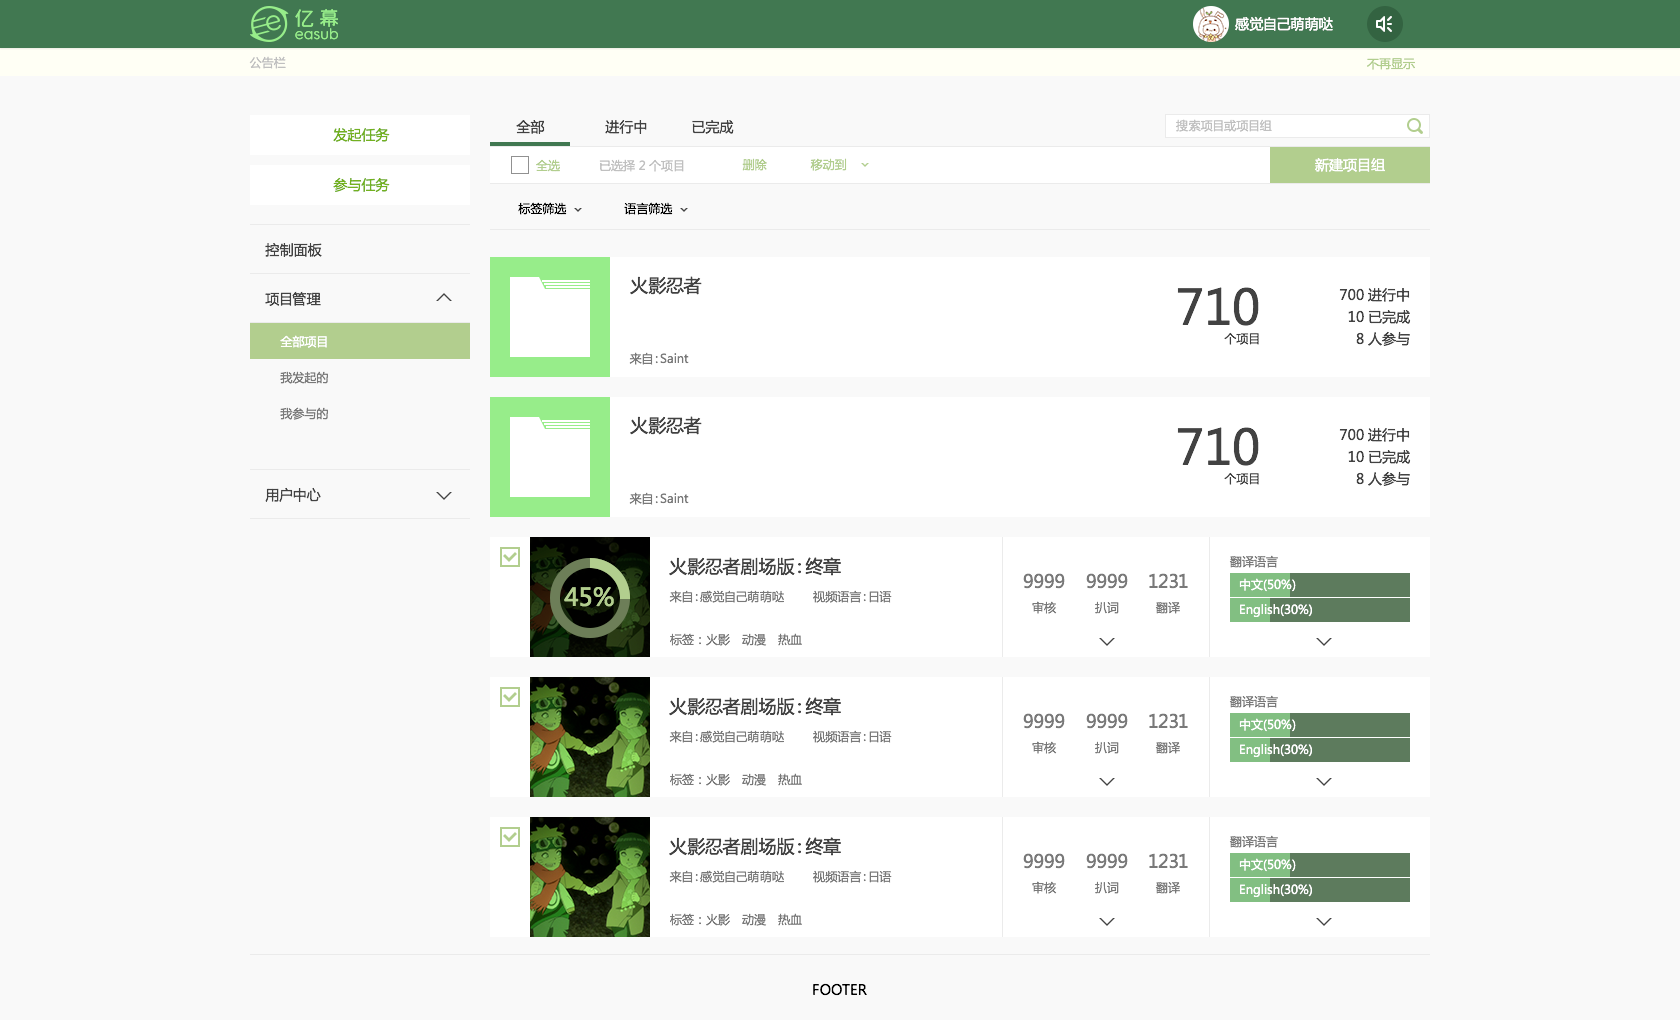 亿幕
easub
感觉自己萌萌哒
公告栏
不再显示
发起任务
参与任务
控制面板
项目管理
全部项目
我发起的
我参与的
用户中心
全部 进行中 已完成
搜索项目或项目组
全选 已选择 2 个项目 删除 移动到
新建项目组
标签筛选 语言筛选
火影忍者
来自:Saint
710
个项目
700 进行中
10 已完成
8 人参与
火影忍者
来自:Saint
710
个项目
700 进行中
10 已完成
8 人参与
45%
火影忍者剧场版:终章
来自:感觉自己萌萌哒 视频语言:日语
标签：火影 动漫 热血
9999 9999 1231
审核 扒词 翻译
翻译语言
中文(50%)
English(30%)
火影忍者剧场版:终章
来自:感觉自己萌萌哒 视频语言:日语
标签：火影 动漫 热血
9999 9999 1231
审核 扒词 翻译
翻译语言
中文(50%)
English(30%)
火影忍者剧场版:终章
来自:感觉自己萌萌哒 视频语言:日语
标签：火影 动漫 热血
9999 9999 1231
审核 扒词 翻译
翻译语言
中文(50%)
English(30%)
FOOTER